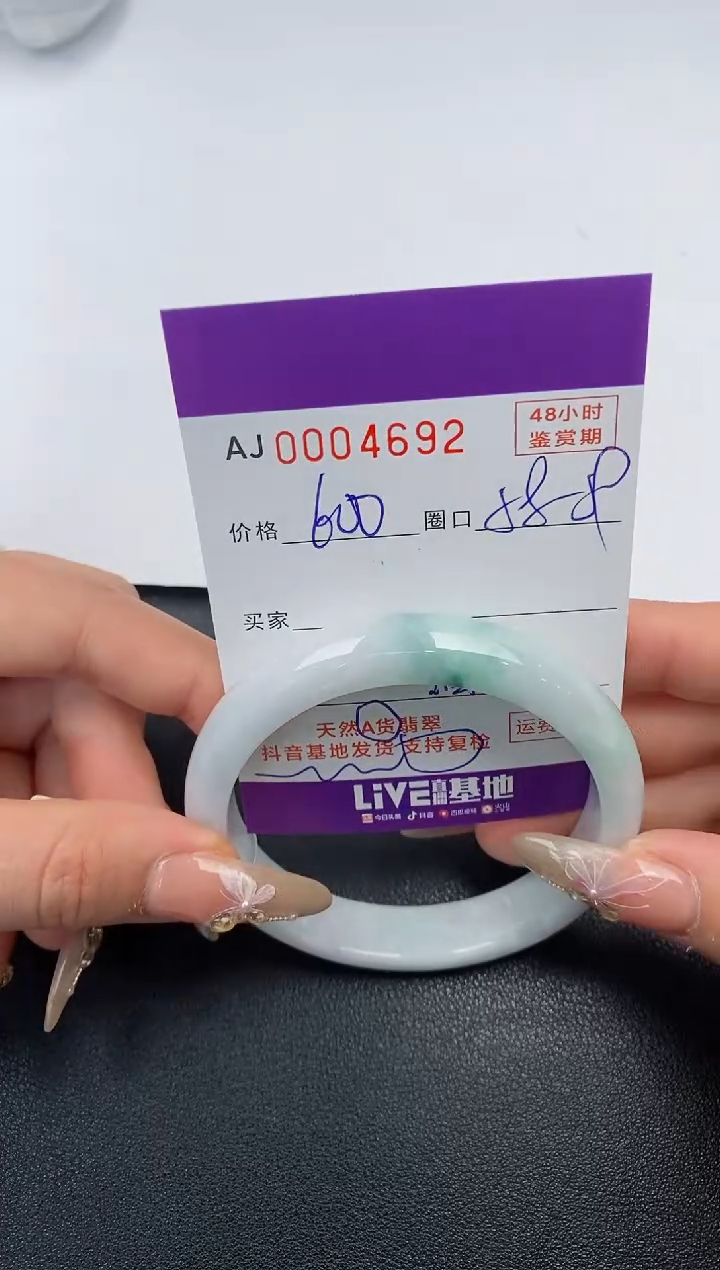 AJ 0004692
48小时
鉴赏期
价格 600 圈口
买家
天然A货翡翠
运费
抖音基地发货 支持复检
LiVE直播基地
今日头条 抖音 西瓜视频